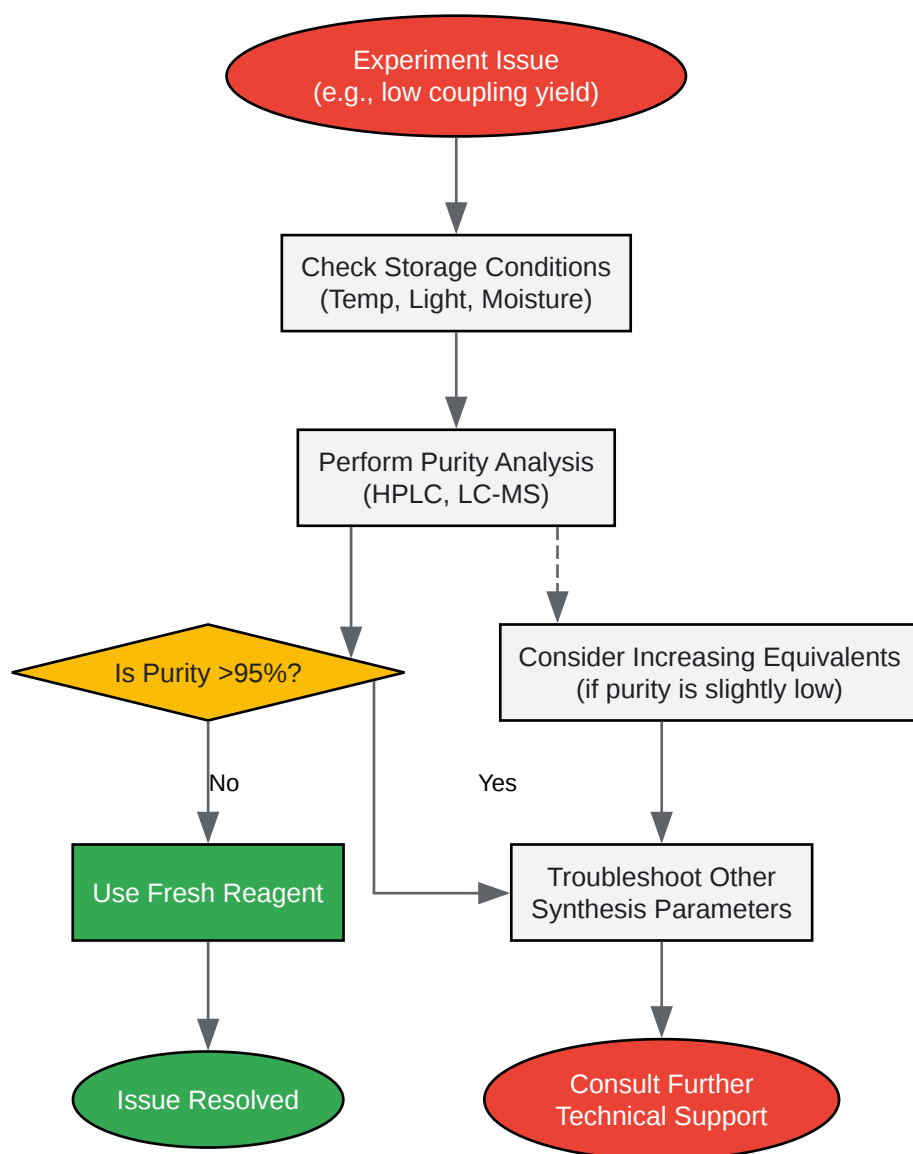 Experiment Issue
(e.g., low coupling yield)
Check Storage Conditions
(Temp, Light, Moisture)
Perform Purity Analysis
(HPLC, LC-MS)
Is Purity >95%?
Consider Increasing Equivalents
(if purity is slightly low)
No
Yes
Use Fresh Reagent
Troubleshoot Other
Synthesis Parameters
Issue Resolved
Consult Further
Technical Support